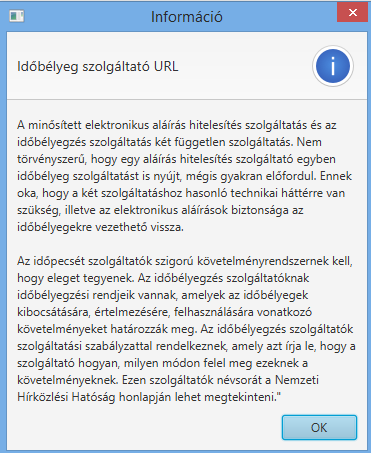 Információ
Időbélyeg szolgáltató URL
A minősített elektronikus aláírás hitelesítés szolgáltatás és az
időbélyegzés szolgáltatás két független szolgáltatás. Nem
törvényszerű, hogy egy aláírás hitelesítés szolgáltató egyben
időbélyeg szolgáltatást is nyújt, mégis gyakran előfordul. Ennek
oka, hogy a két szolgáltatáshoz hasonló technikai háttérre van
szükség, illetve az elektronikus aláírások biztonsága az
időbélyegekre vezethető vissza.
Az időpecsét szolgáltatók szigorú követelményrendszernek kell,
hogy eleget tegyenek. Az időbélyegzés szolgáltatóknak
időbélyegzési rendjeik vannak, amelyek az időbélyegek
kibocsátására, értelmezésére, felhasználására vonatkozó
követelményeket határozzák meg. Az időbélyegzés szolgáltatók
szolgáltatási szabályzattal rendelkeznek, amely azt írja le, hogy a
szolgáltató hogyan, milyen módon felel meg ezeknek a
követelményeknek. Ezen szolgáltatók névsorát a Nemzeti
Hírközlési Hatóság honlapján lehet megtekinteni."
OK